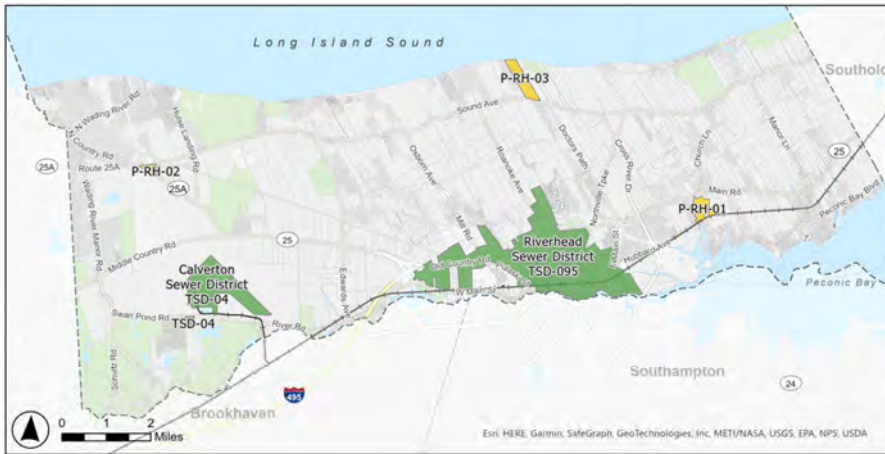 Long Island Sound
Southold
P-RH-03
Sound Ave
N Wading River Rd
N Country Rd
Hulse Landing Rd
25A
Route 25A
P-RH-02
25A
Osborn Ave
Roanoke Ave
Doctors Path
Northville Tpke
Cross River Dr
Church Ln
Manor Ln
25
Main Rd
P-RH-01
Peconic Bay Blvd
Wading River Manor Rd
Middle Country Rd
25
Mill Rd
Riverhead
Sewer District
TSD-095
Old Country Rd
E Main St
Hubbard Ave
Calverton
Sewer District
TSD-04
Edwards Ave
W Main St
Peconic Bay
Swan Pond Rd
TSD-04
River Rd
Schultz Rd
Southampton
24
495
Brookhaven
0 1 2
Miles
Esri, HERE, Garmin, SafeGraph, GeoTechnologies, Inc, METI/NASA, USGS, EPA, NPS, USDA